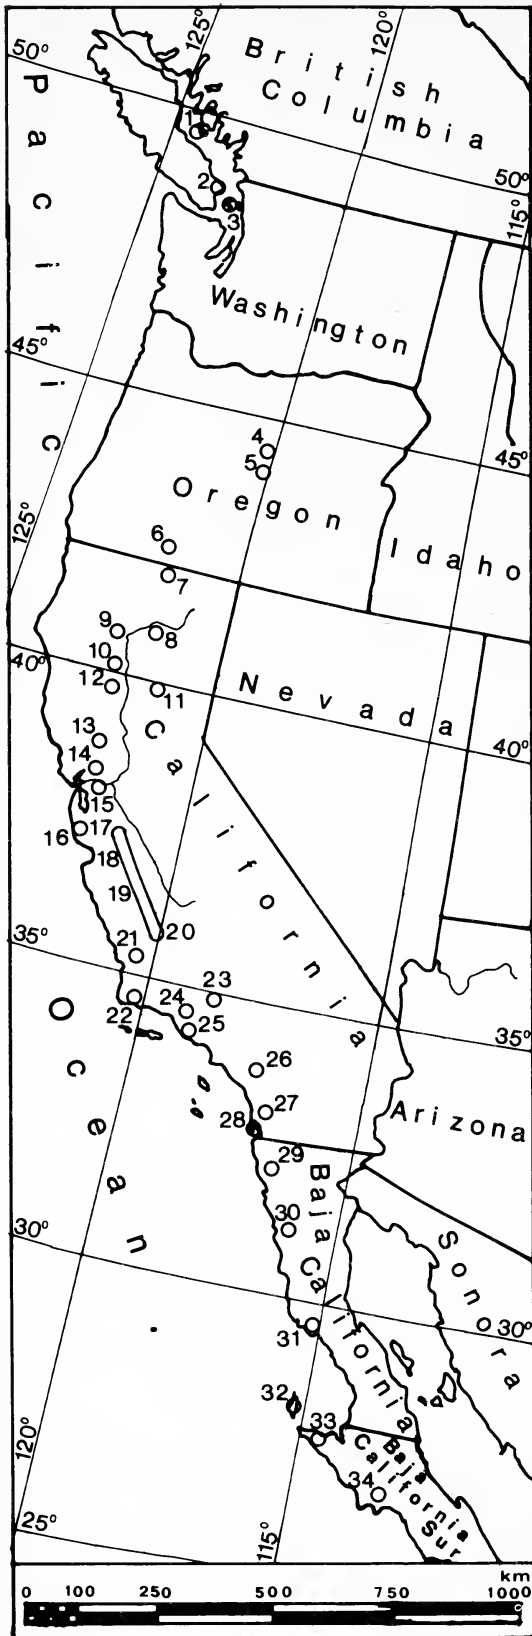 125°
120°
50°
British
Columbia
Pacific
1
2
3
50°
115°
Washington
45°
4
5
45°
Oregon
Idaho
125°
6
7
9
8
40°
10
12
11
Nevada
California
13
14
15
40°
16
17
18
19
20
35°
21
22
23
24
25
35°
Ocean
26
27
28
Arizona
29
Baja
California
30
30°
Sonora
31
30°
32
33
Baja
California
Sur
34
120°
25°
115°
km
0 100 250 500 750 1000